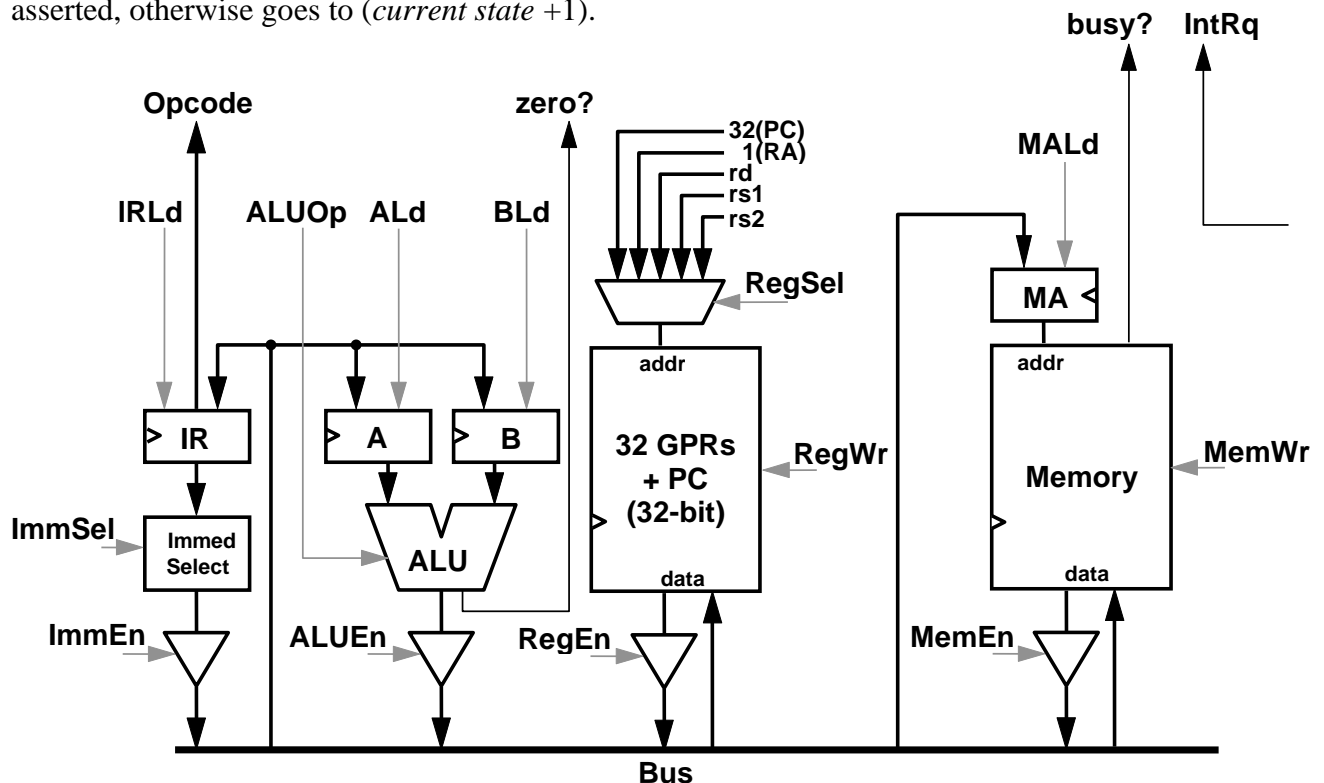 asserted, otherwise goes to (current state +1).
busy? IntRq
Opcode zero?
32(PC)
1(RA)
rd
rs1
rs2
MALd
IRLd ALUOp ALd BLd
RegSel
MA
addr
addr
IR A B
32 GPRs
+ PC
(32-bit)
RegWr
Memory
MemWr
ImmSel
Immed
Select
ALU
data
data
ImmEn ALUEn RegEn MemEn
Bus